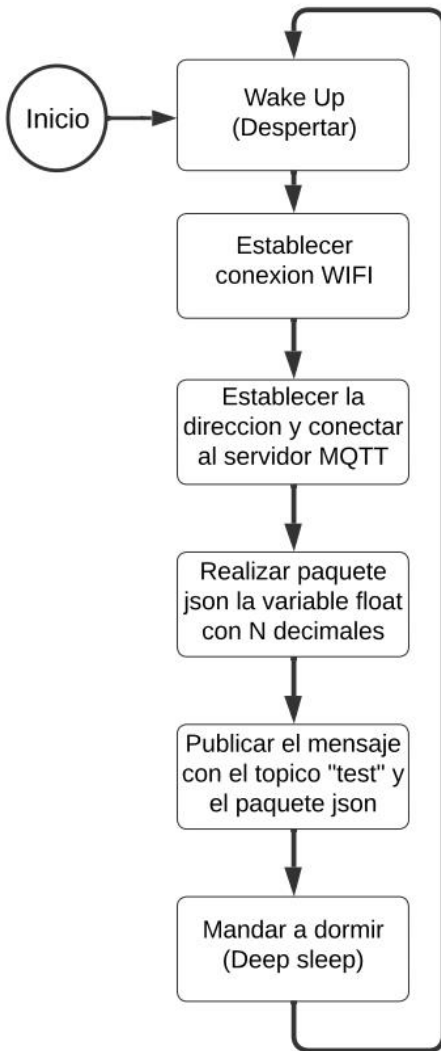 Inicio
Wake Up
(Despertar)
Establecer
conexion WIFI
Establecer la
direccion y conectar
al servidor MQTT
Realizar paquete
json la variable float
con N decimales
Publicar el mensaje
con el topico "test" y
el paquete json
Mandar a dormir
(Deep sleep)